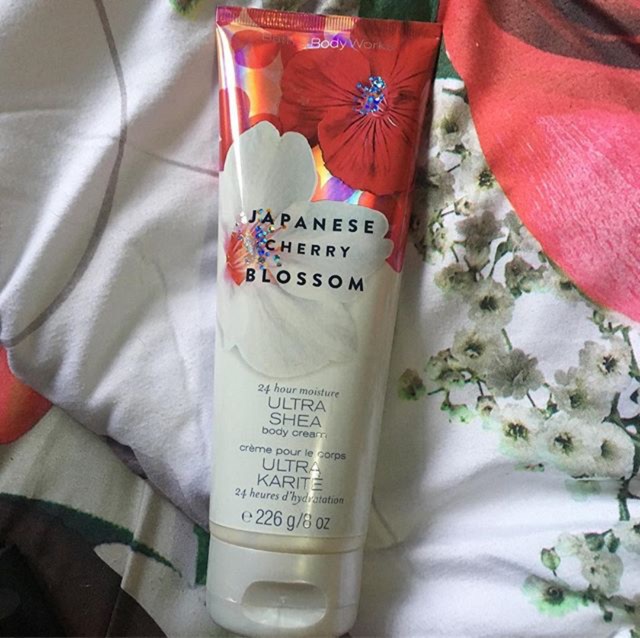 Body Works
JAPANESE
CHERRY
BLOSSOM
24 hour moisture
ULTRA
SHEA
body cream
crème pour le corps
ULTRA
KARITÉ
24 heures d'hydratation
℮ 226 g/8 oz